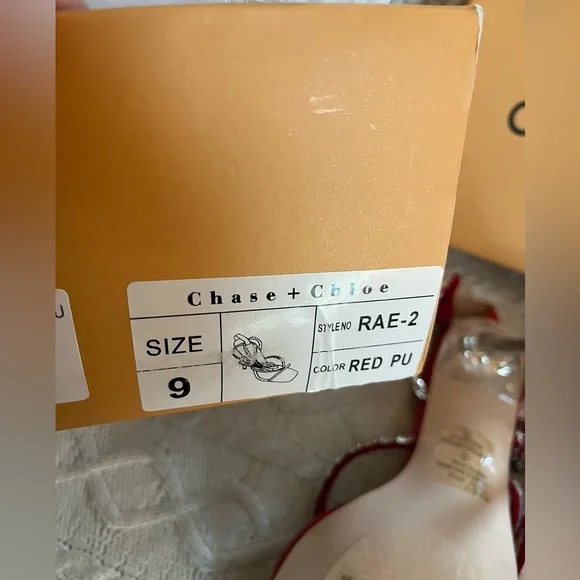 Chase + Chloe
SIZE
9
STYLE NO RAE-2
COLOR RED PU
U